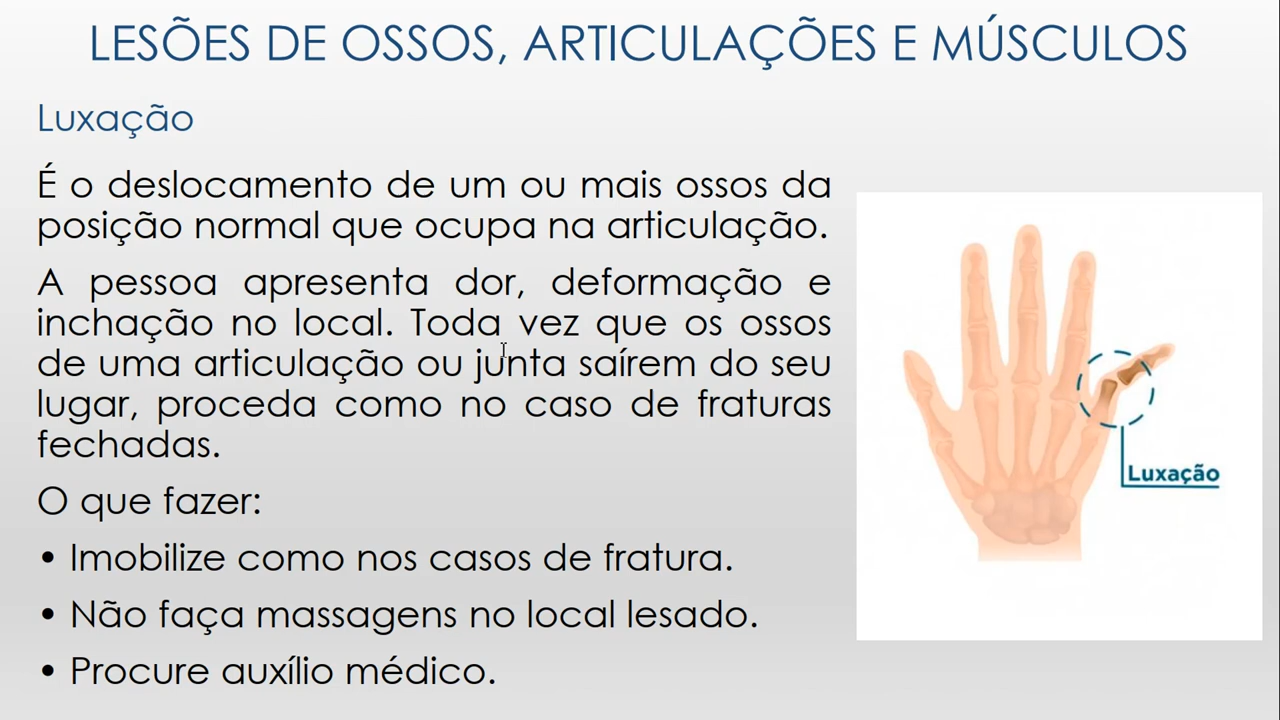 LESÕES DE OSSOS, ARTICULAÇÕES E MÚSCULOS
Luxação
É o deslocamento de um ou mais ossos da
posição normal que ocupa na articulação.
A pessoa apresenta dor, deformação e
inchação no local. Toda vez que os ossos
de uma articulação ou junta saírem do seu
lugar, proceda como no caso de fraturas
fechadas.
O que fazer:
• Imobilize como nos casos de fratura.
• Não faça massagens no local lesado.
• Procure auxílio médico.
Luxação